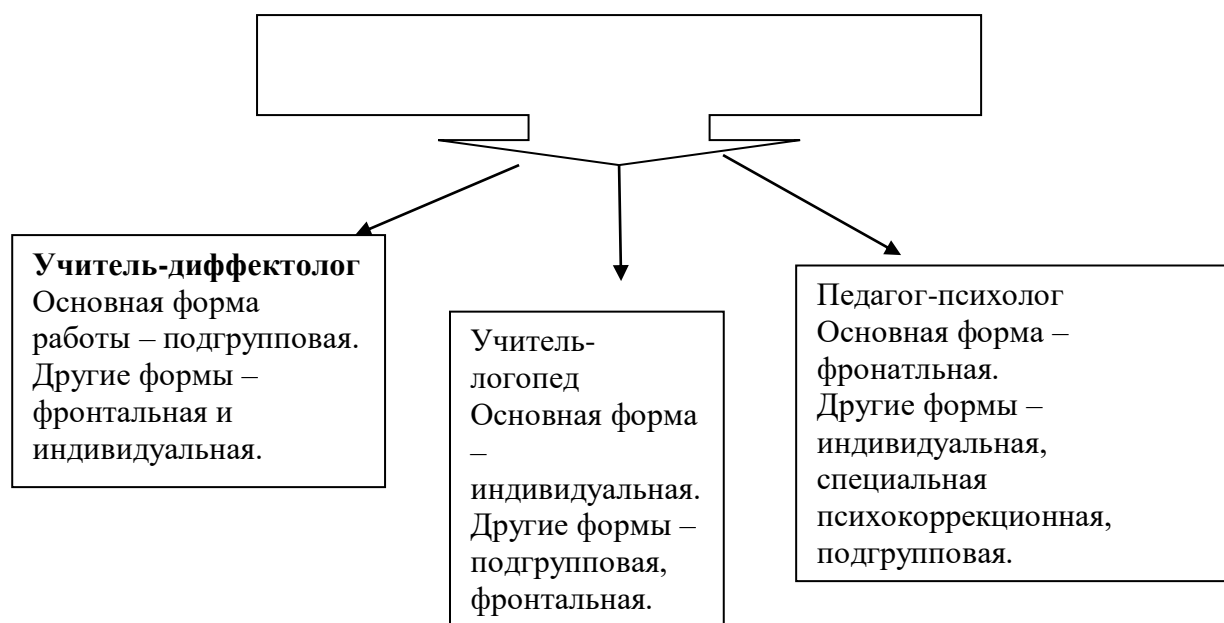 Учитель-диффектолог
Основная форма
работы – подгрупповая.
Другие формы –
фронтальная и
индивидуальная.
Учитель-
логопед
Основная форма
–
индивидуальная.
Другие формы –
подгрупповая,
фронтальная.
Педагог-психолог
Основная форма –
фронатльная.
Другие формы –
индивидуальная,
специальная
психокоррекционная,
подгрупповая.